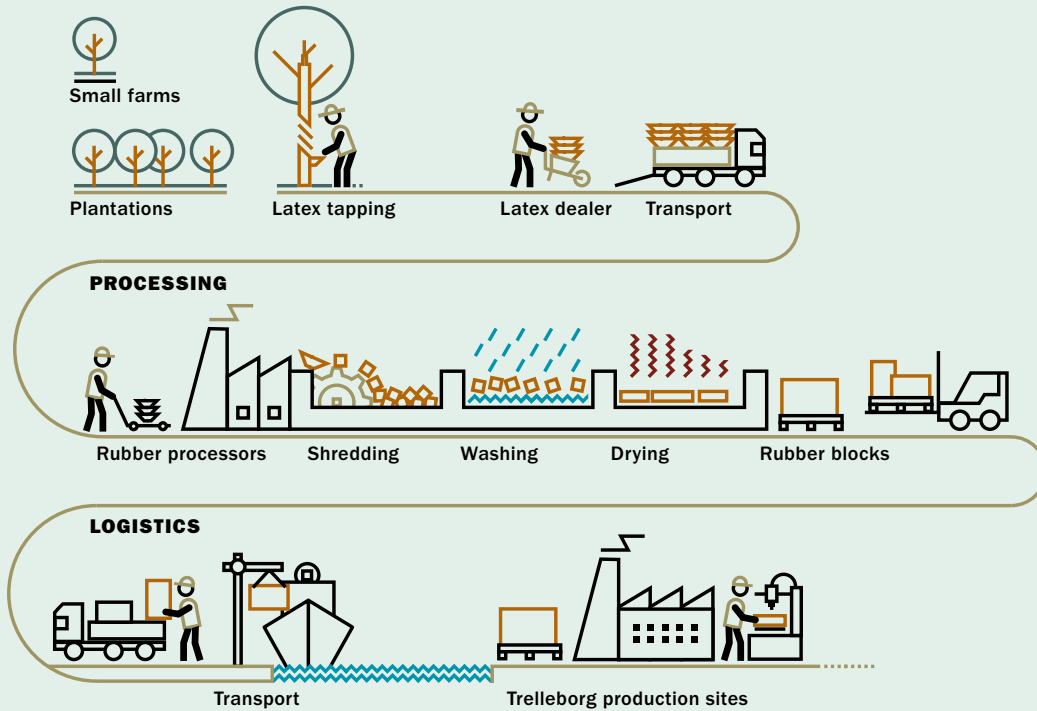 Small farms
Plantations
Latex tapping
Latex dealer
Transport
PROCESSING
Rubber processors
Shredding
Washing
Drying
Rubber blocks
LOGISTICS
Transport
Trelleborg production sites